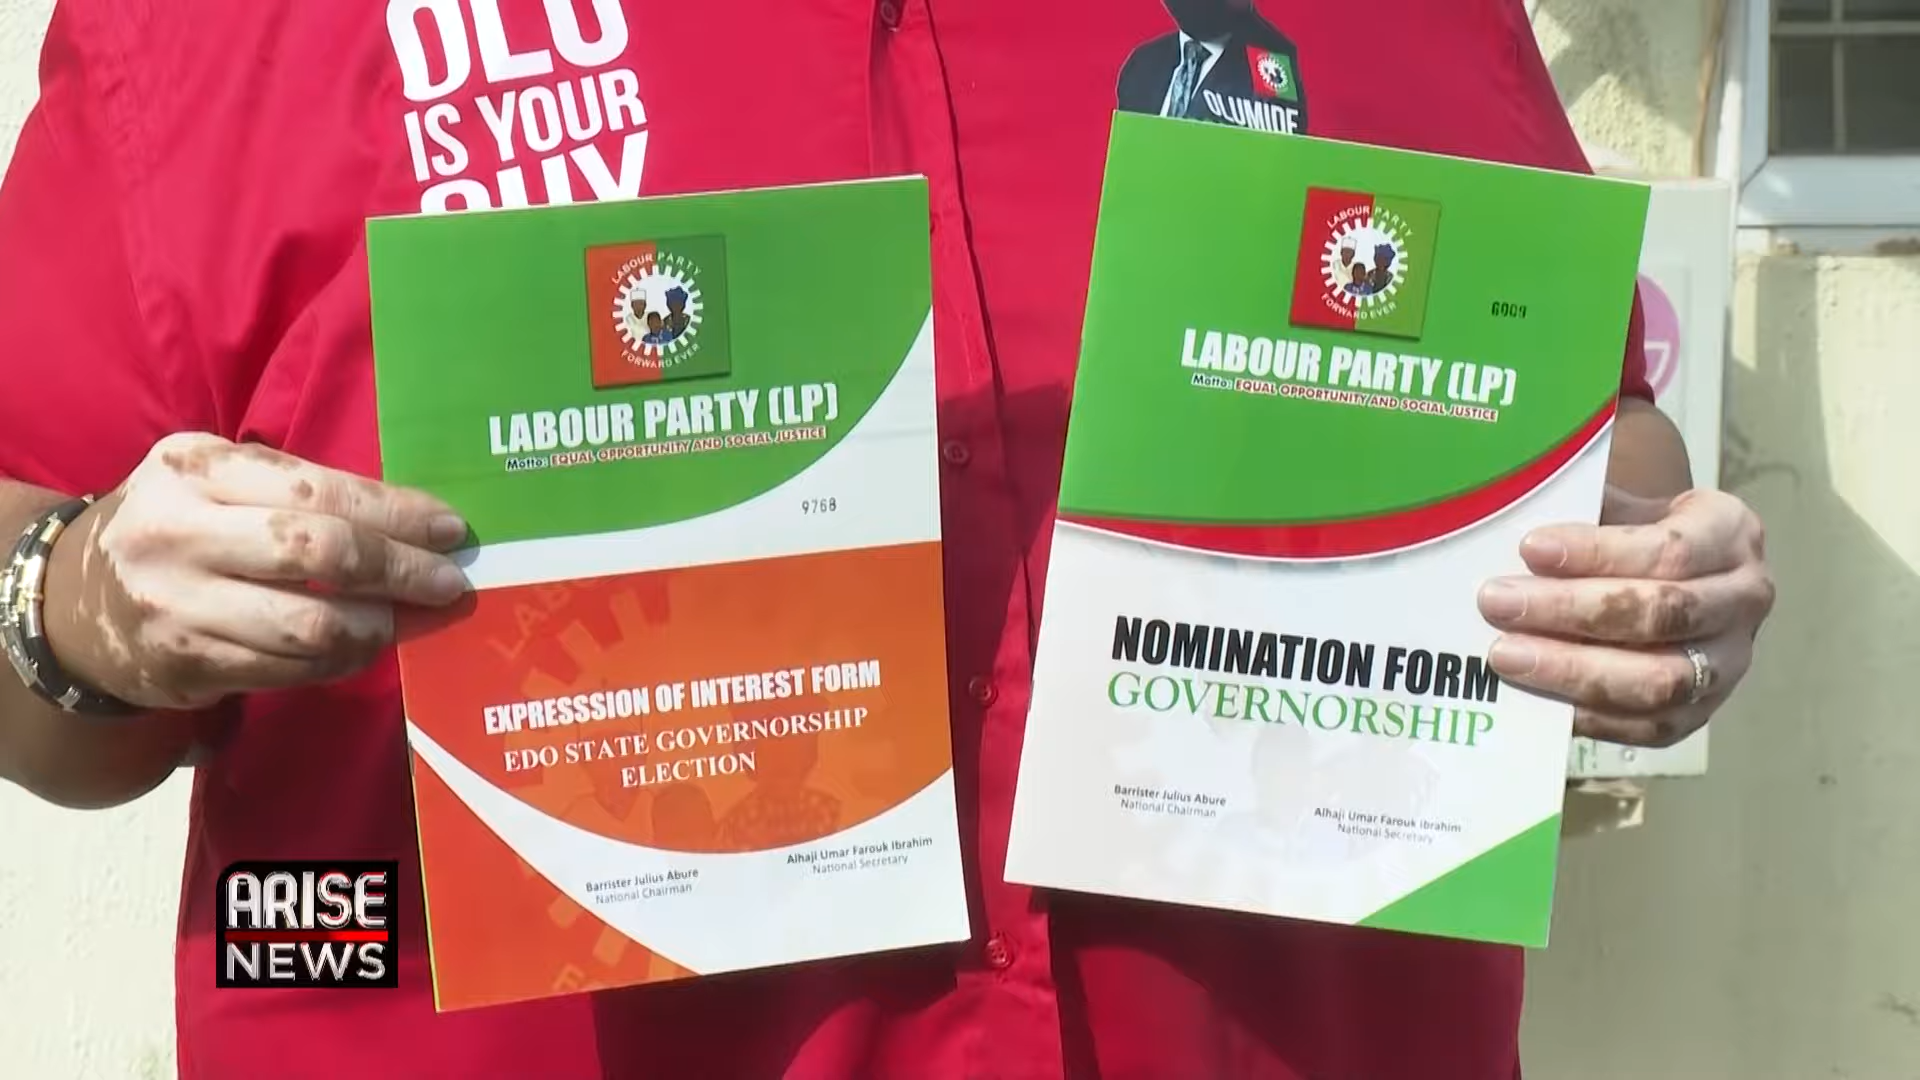 OLU
IS YOUR
GUY
OLUMIDE
LABOUR PARTY
FORWARD EVER
LABOUR PARTY (LP)
Motto: EQUAL OPPORTUNITY AND SOCIAL JUSTICE
9768
EXPRESSSION OF INTEREST FORM
EDO STATE GOVERNORSHIP
ELECTION
Barrister Julius Abure
National Chairman
Alhaji Umar Farouk Ibrahim
National Secretary
LABOUR PARTY
FORWARD EVER
6009
LABOUR PARTY (LP)
Motto: EQUAL OPPORTUNITY AND SOCIAL JUSTICE
NOMINATION FORM
GOVERNORSHIP
Barrister Julius Abure
National Chairman
Alhaji Umar Farouk Ibrahim
National Secretary
ARISE
NEWS